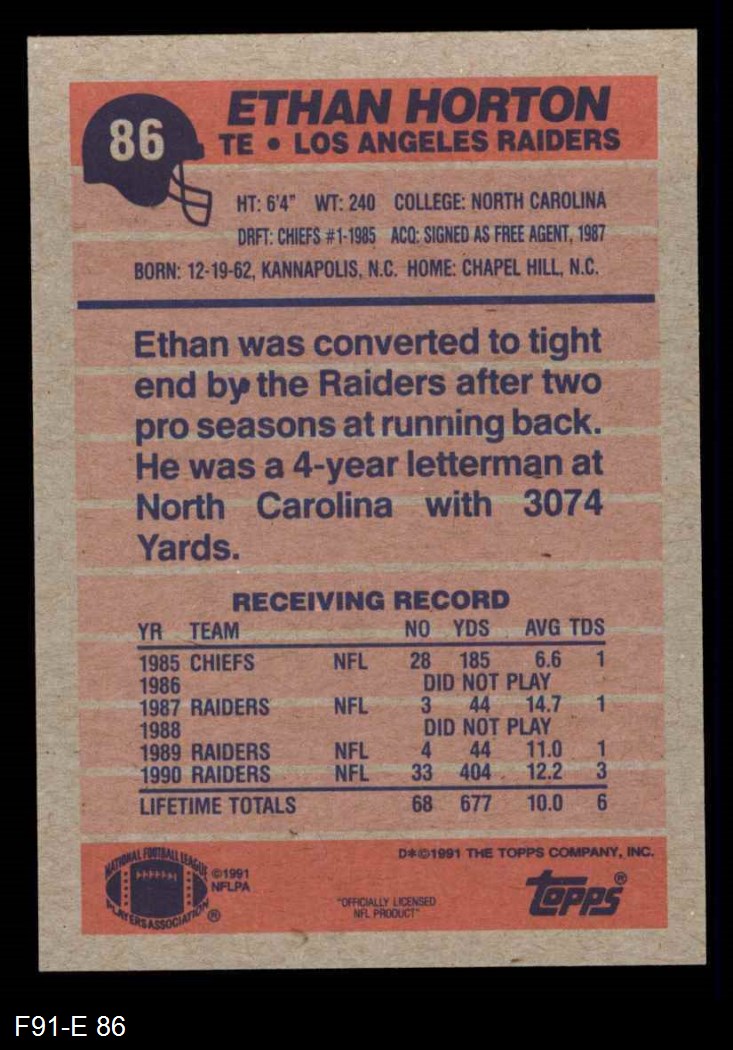 86
ETHAN HORTON
TE • LOS ANGELES RAIDERS
HT: 6'4" WT: 240 COLLEGE: NORTH CAROLINA
DRFT: CHIEFS #1-1985 ACQ: SIGNED AS FREE AGENT, 1987
BORN: 12-19-62, KANNAPOLIS, N.C. HOME: CHAPEL HILL, N.C.
Ethan was converted to tight
end by the Raiders after two
pro seasons at running back.
He was a 4-year letterman at
North Carolina with 3074
Yards.
RECEIVING RECORD
YR TEAM NO YDS AVG TDS
1985 CHIEFS NFL 28 185 6.6 1
1986 DID NOT PLAY
1987 RAIDERS NFL 3 44 14.7 1
1988 DID NOT PLAY
1989 RAIDERS NFL 4 44 11.0 1
1990 RAIDERS NFL 33 404 12.2 3
LIFETIME TOTALS 68 677 10.0 6
NATIONAL FOOTBALL LEAGUE
PLAYERS ASSOCIATION ®
©1991
NFLPA
"OFFICIALLY LICENSED
NFL PRODUCT"
D*©1991 THE TOPPS COMPANY, INC.
Topps®
F91-E 86